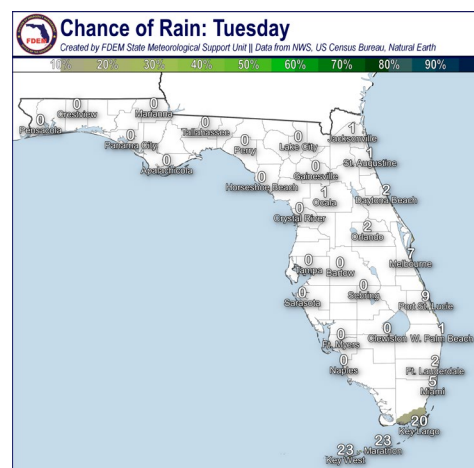 FDEM
Chance of Rain: Tuesday
Created by FDEM State Meteorological Support Unit || Data from NWS, US Census Bureau, Natural Earth
10% 20% 30% 40% 50% 60% 70% 80% 90%
0
Crestview
0
Marianna
0
Pensacola
0
Panama City
0
Tallahassee
0
Apalachicola
0
Perry
0
Lake City
1
Jacksonville
1
St. Augustine
0
Horseshoe Beach
0
Gainesville
1
Ocala
2
Daytona Beach
0
Crystal River
2
Orlando
7
Melbourne
0
Tampa
0
Bartow
0
Sebring
0
Sarasota
9
Port St. Lucie
0
Ft. Myers
0
Clewiston
1
W. Palm Beach
0
Naples
2
Ft. Lauderdale
5
Miami
20
Key Largo
23
Marathon
23
Key West